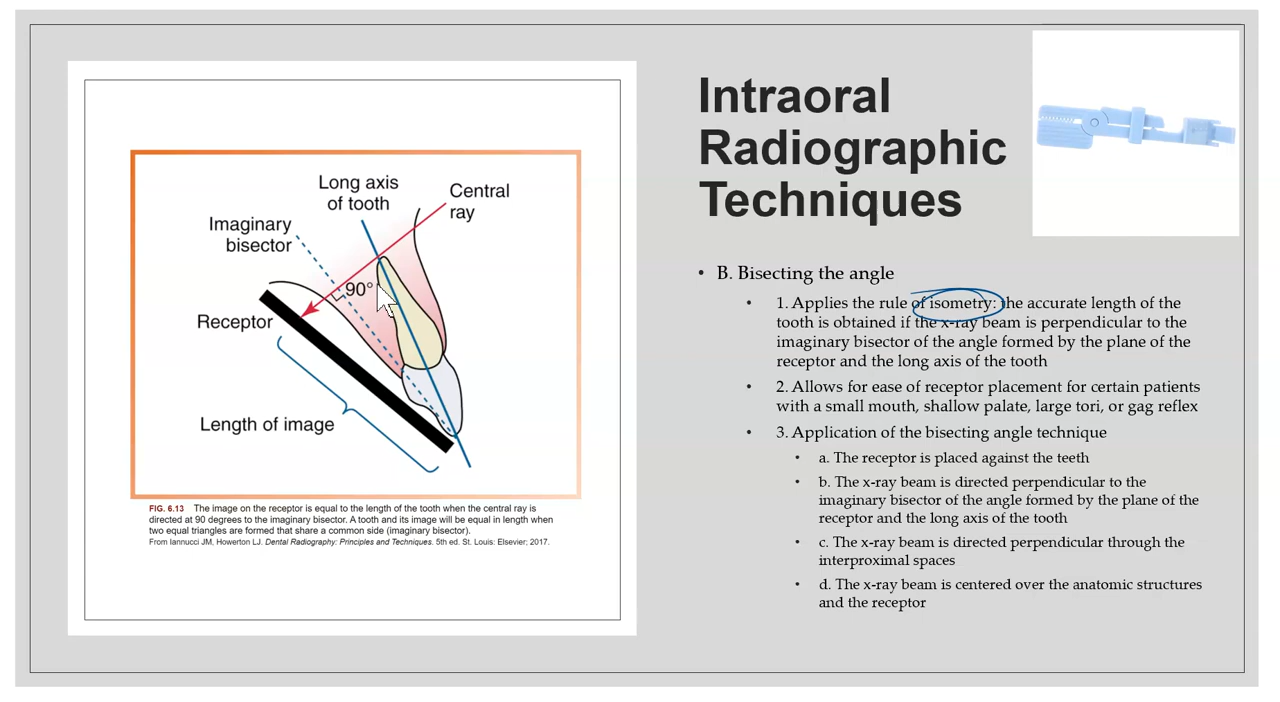 Intraoral
Radiographic
Techniques
Long axis
of tooth
Central
ray
Imaginary
bisector
90°
Receptor
Length of image
FIG. 6.13 The image on the receptor is equal to the length of the tooth when the central ray is
directed at 90 degrees to the imaginary bisector. A tooth and its image will be equal in length when
two equal triangles are formed that share a common side (imaginary bisector).
From Iannucci JM, Howerton LJ. Dental Radiography: Principles and Techniques. 5th ed. St. Louis: Elsevier; 2017.
• B. Bisecting the angle
• 1. Applies the rule of isometry: the accurate length of the
tooth is obtained if the x-ray beam is perpendicular to the
imaginary bisector of the angle formed by the plane of the
receptor and the long axis of the tooth
• 2. Allows for ease of receptor placement for certain patients
with a small mouth, shallow palate, large tori, or gag reflex
• 3. Application of the bisecting angle technique
• a. The receptor is placed against the teeth
• b. The x-ray beam is directed perpendicular to the
imaginary bisector of the angle formed by the plane of the
receptor and the long axis of the tooth
• c. The x-ray beam is directed perpendicular through the
interproximal spaces
• d. The x-ray beam is centered over the anatomic structures
and the receptor